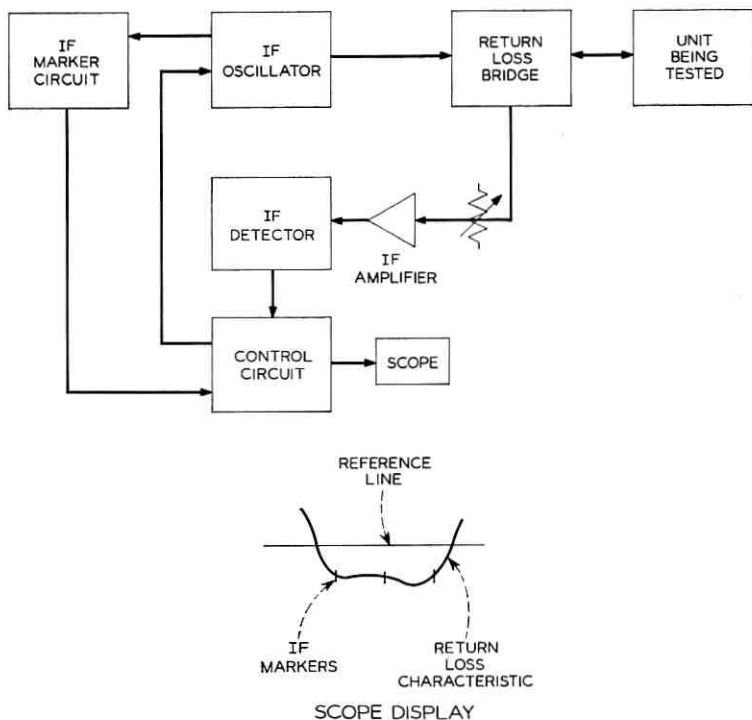 IF
MARKER
CIRCUIT
IF
OSCILLATOR
RETURN
LOSS
BRIDGE
UNIT
BEING
TESTED
IF
DETECTOR
IF
AMPLIFIER
CONTROL
CIRCUIT
SCOPE
REFERENCE
LINE
IF
MARKERS
RETURN
LOSS
CHARACTERISTIC
SCOPE DISPLAY